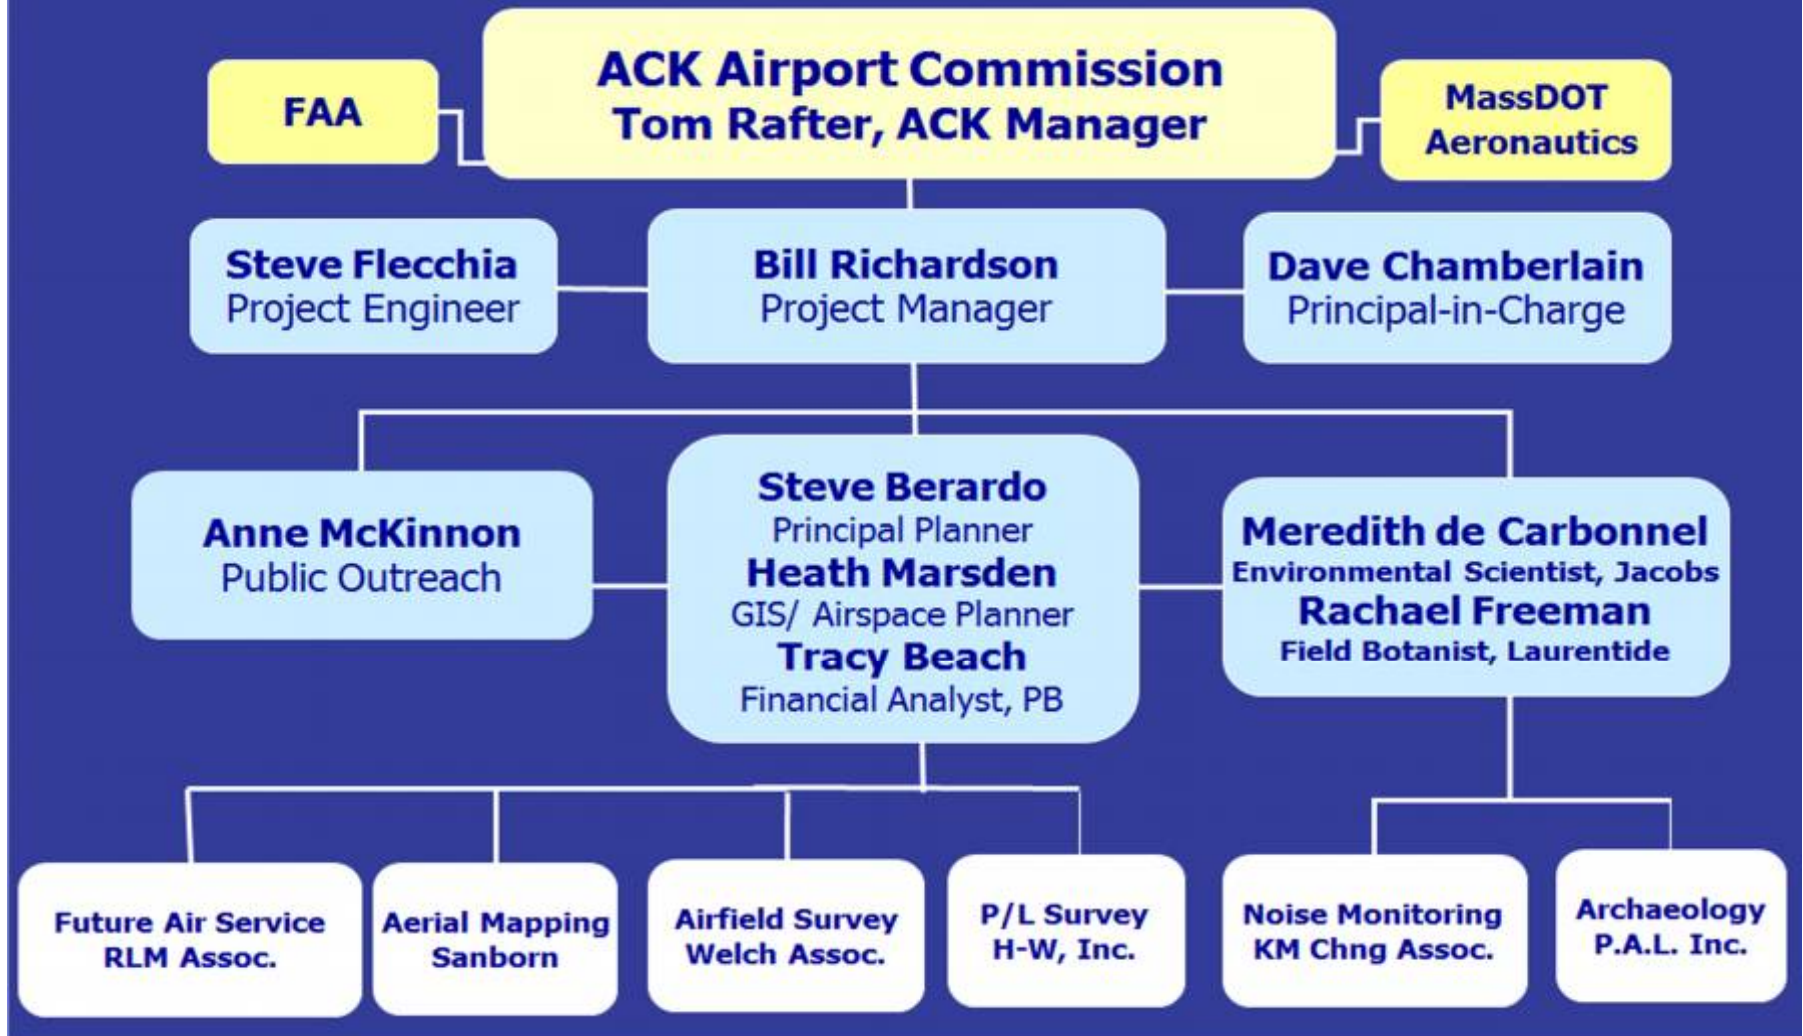 ACK Airport Commission
Tom Rafter, ACK Manager
FAA
MassDOT
Aeronautics
Steve Flecchia
Project Engineer
Bill Richardson
Project Manager
Dave Chamberlain
Principal-in-Charge
Anne McKinnon
Public Outreach
Steve Berardo
Principal Planner
Heath Marsden
GIS/ Airspace Planner
Tracy Beach
Financial Analyst, PB
Meredith de Carbonnel
Environmental Scientist, Jacobs
Rachael Freeman
Field Botanist, Laurentide
Future Air Service
RLM Assoc.
Aerial Mapping
Sanborn
Airfield Survey
Welch Assoc.
P/L Survey
H-W, Inc.
Noise Monitoring
KM Chng Assoc.
Archaeology
P.A.L. Inc.